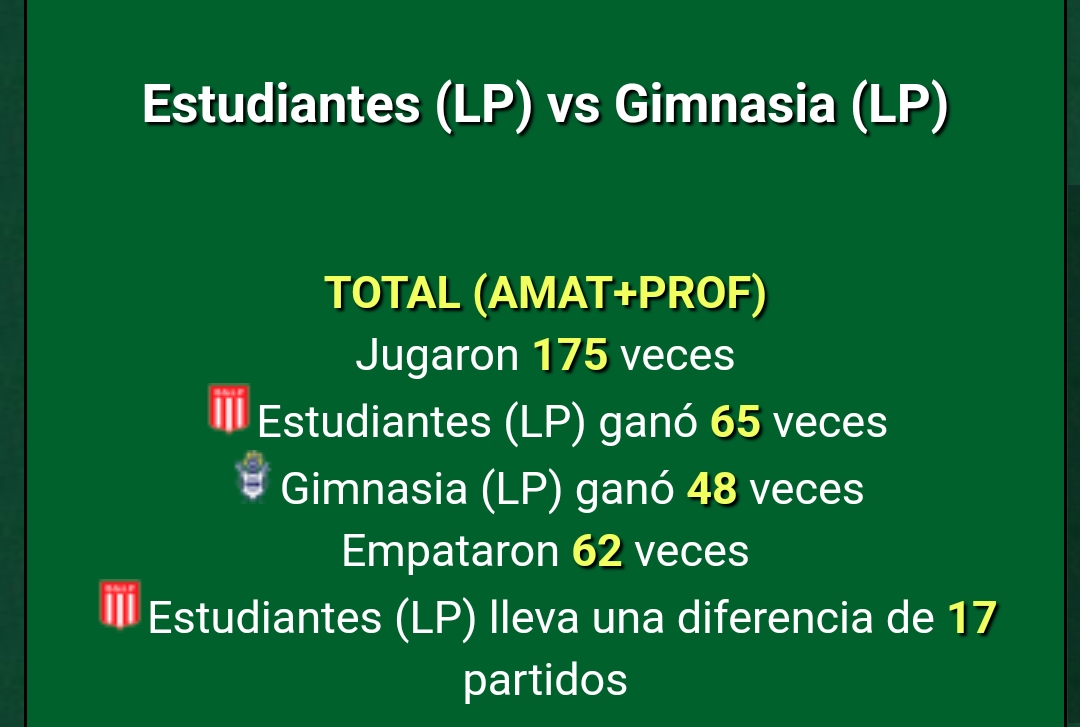 Estudiantes (LP) vs Gimnasia (LP)
TOTAL (AMAT+PROF)
Jugaron 175 veces
Estudiantes (LP) ganó 65 veces
Gimnasia (LP) ganó 48 veces
Empataron 62 veces
Estudiantes (LP) lleva una diferencia de 17
partidos